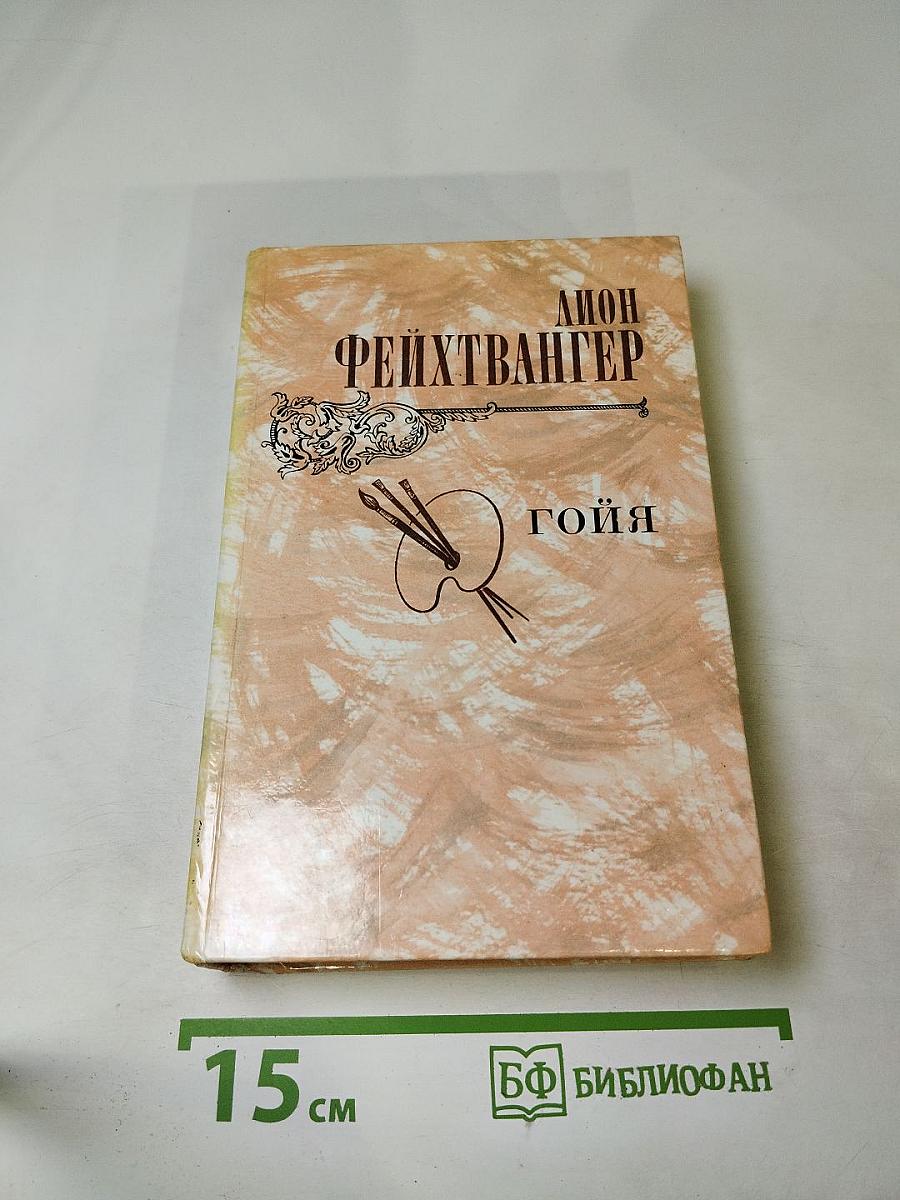 ЛИОН
ФЕЙХТВАНГЕР
ГОЙЯ
15 см
БФ БИБЛИОФАН